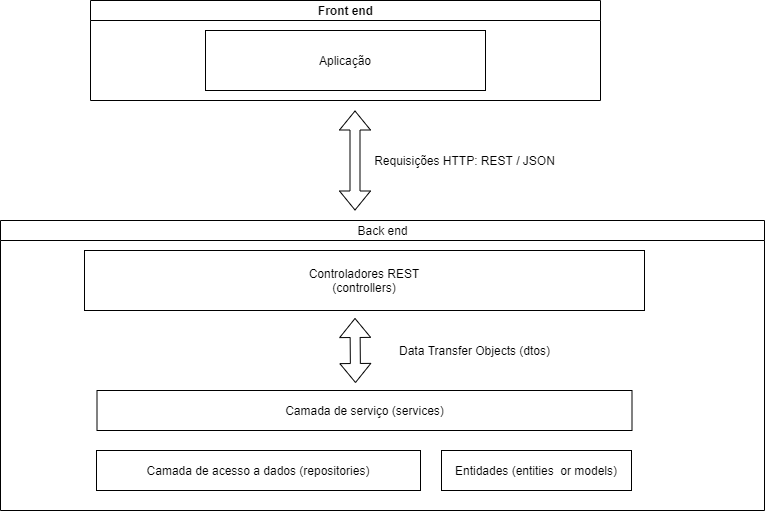 Front end
Aplicação
Requisições HTTP: REST / JSON
Back end
Controladores REST
(controllers)
Data Transfer Objects (dtos)
Camada de serviço (services)
Camada de acesso a dados (repositories)
Entidades (entities or models)